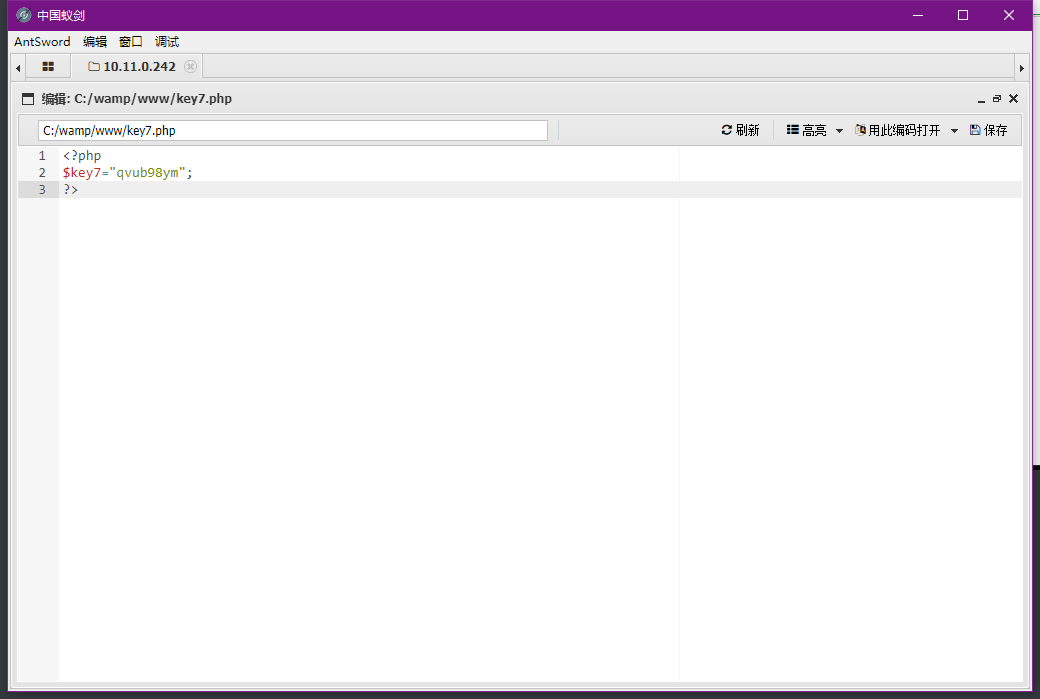 中国蚁剑
AntSword 编辑 窗口 调试
10.11.0.242
编辑: C:/wamp/www/key7.php
C:/wamp/www/key7.php 刷新 高亮 用此编码打开 保存
1 <?php
2 $key7="qvub98ym";
3 ?>